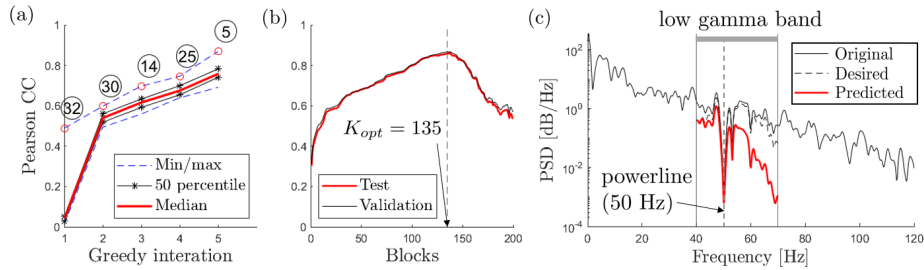 (a)
Pearson CC
1
0.8
0.6
0.4
0.2
0
32
30
14
25
5
Min/max
50 percentile
Median
1 2 3 4 5
Greedy interation
(b)
1
0.8
0.6
0.4
0.2
0
K_opt = 135
Test
Validation
0 50 100 150 200
Blocks
(c)
low gamma band
PSD [dB/Hz]
10^2
10^0
10^-2
10^-4
Original
Desired
Predicted
powerline
(50 Hz)
0 20 40 60 80 100 120
Frequency [Hz]